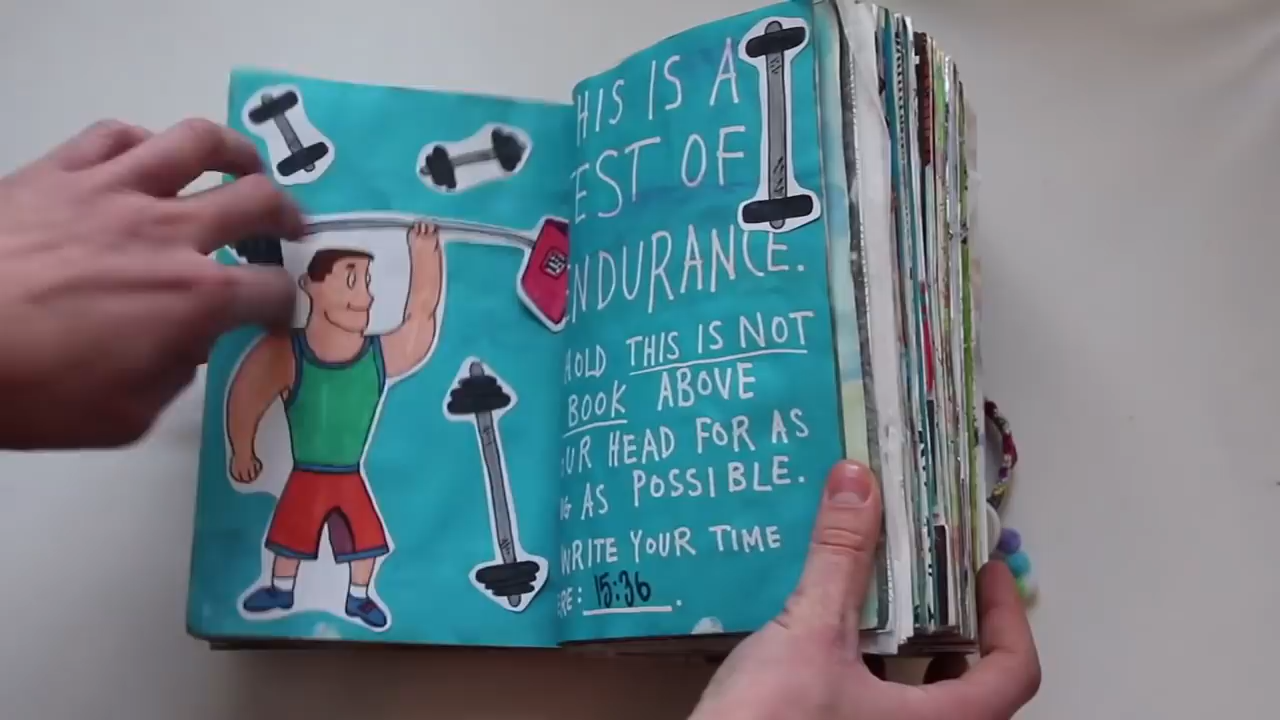 HIS IS A
EST OF
NDURANCE.
HOLD THIS IS NOT
BOOK ABOVE
UR HEAD FOR AS
G AS POSSIBLE.
WRITE YOUR TIME
ERE: 15:36.